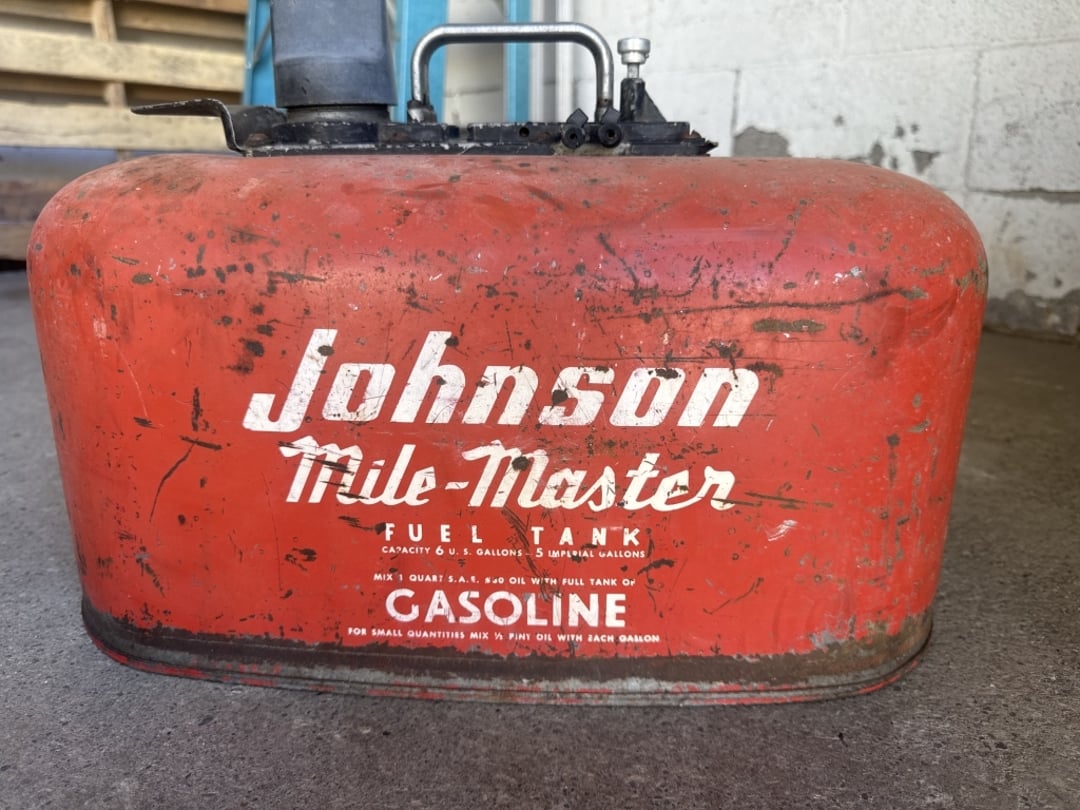 Johnson
Mile-Master
FUEL TANK
CAPACITY 6 U. S. GALLONS - 5 IMPERIAL GALLONS
MIX 1 QUART S.A.E. #30 OIL WITH FULL TANK OF
GASOLINE
FOR SMALL QUANTITIES MIX ½ PINT OIL WITH EACH GALLON